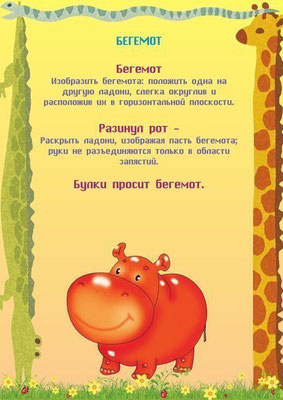 БЕГЕМОТ
Бегемот
Изобразить бегемота: положить одна на
другую ладони, слегка округлив и
расположив их в горизонтальной плоскости.
Разинул рот –
Раскрыть ладони, изображая пасть бегемота;
руки не разъединяются только в области
запястий.
Булки просит бегемот.